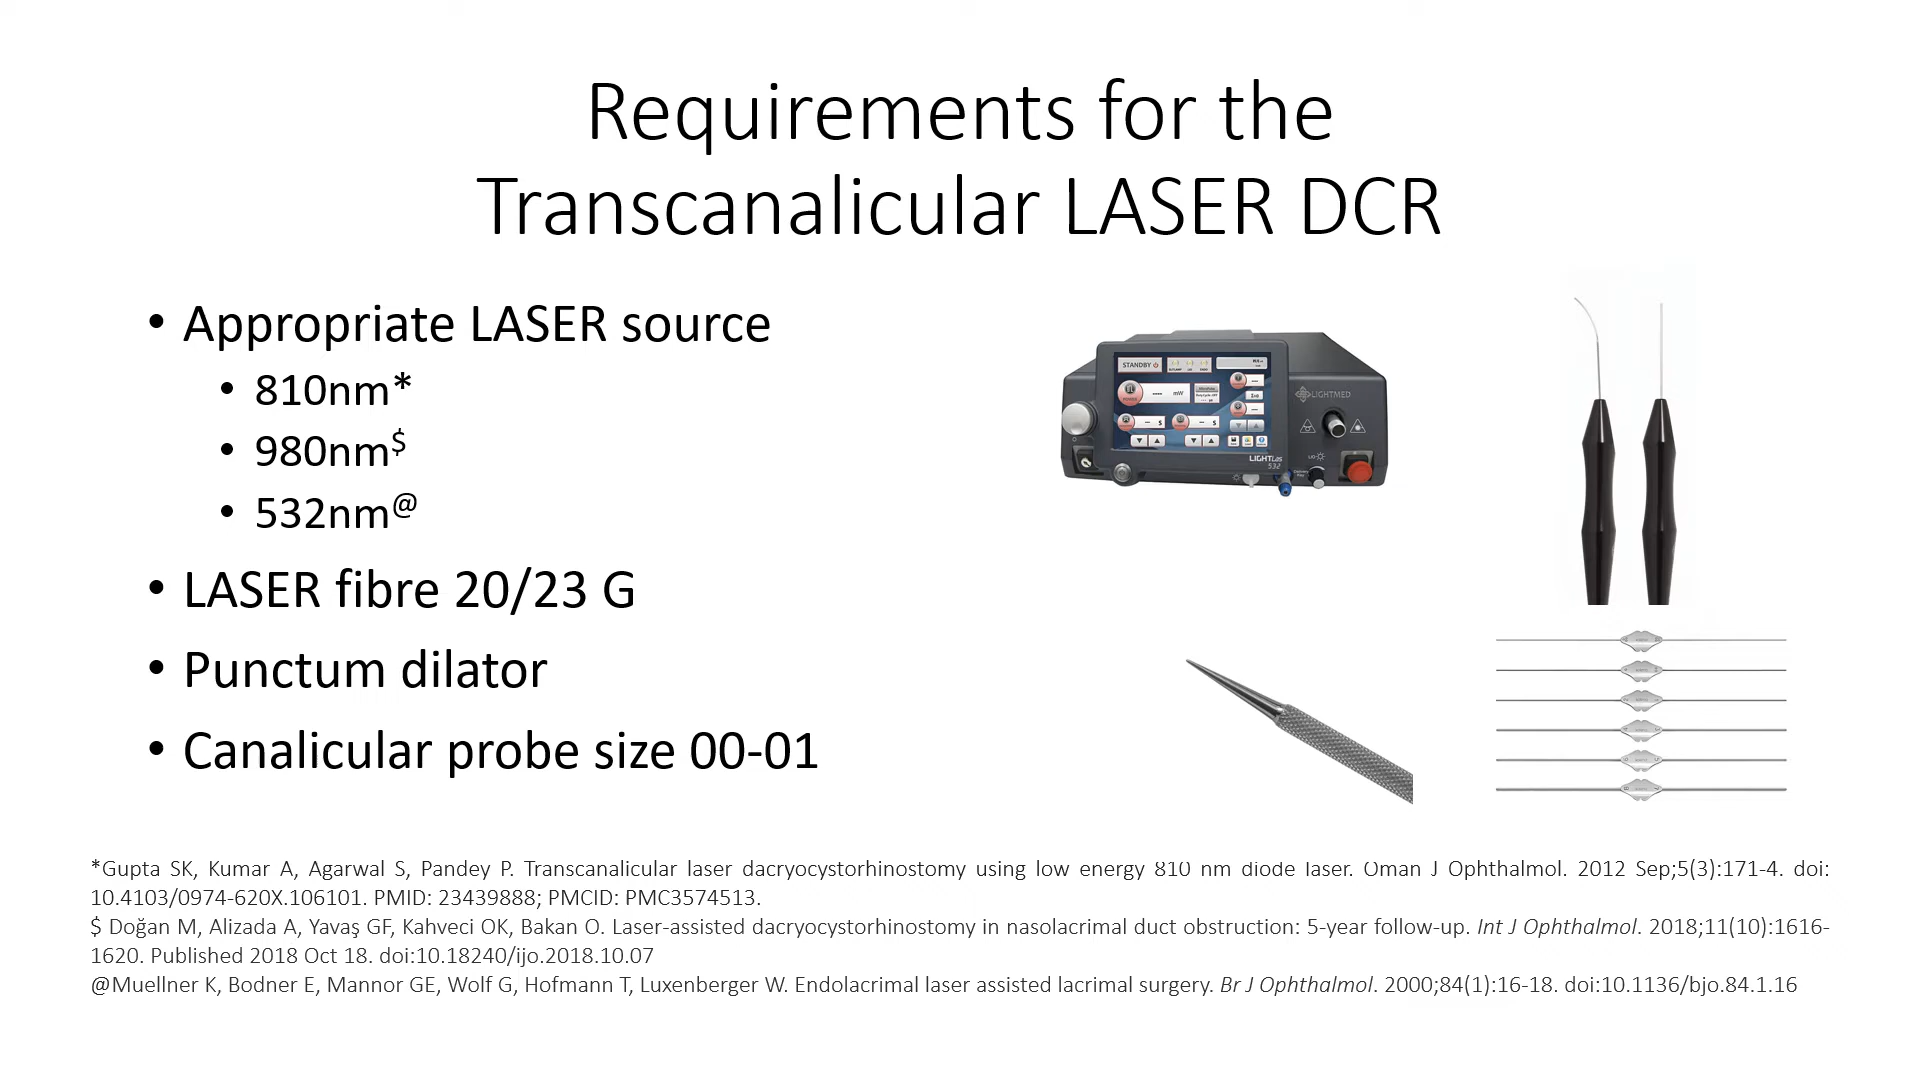 Requirements for the
Transcanalicular LASER DCR
• Appropriate LASER source
• 810nm*
• 980nm$
• 532nm@
• LASER fibre 20/23 G
• Punctum dilator
• Canalicular probe size 00-01
STANDBY
mW
LIGHTMED
LIGHTLas
532
*Gupta SK, Kumar A, Agarwal S, Pandey P. Transcanalicular laser dacryocystorhinostomy using low energy 810 nm diode laser. Oman J Ophthalmol. 2012 Sep;5(3):171-4. doi:
10.4103/0974-620X.106101. PMID: 23439888; PMCID: PMC3574513.
$ Doğan M, Alizada A, Yavaş GF, Kahveci OK, Bakan O. Laser-assisted dacryocystorhinostomy in nasolacrimal duct obstruction: 5-year follow-up. Int J Ophthalmol. 2018;11(10):1616-
1620. Published 2018 Oct 18. doi:10.18240/ijo.2018.10.07
@Muellner K, Bodner E, Mannor GE, Wolf G, Hofmann T, Luxenberger W. Endolacrimal laser assisted lacrimal surgery. Br J Ophthalmol. 2000;84(1):16-18. doi:10.1136/bjo.84.1.16